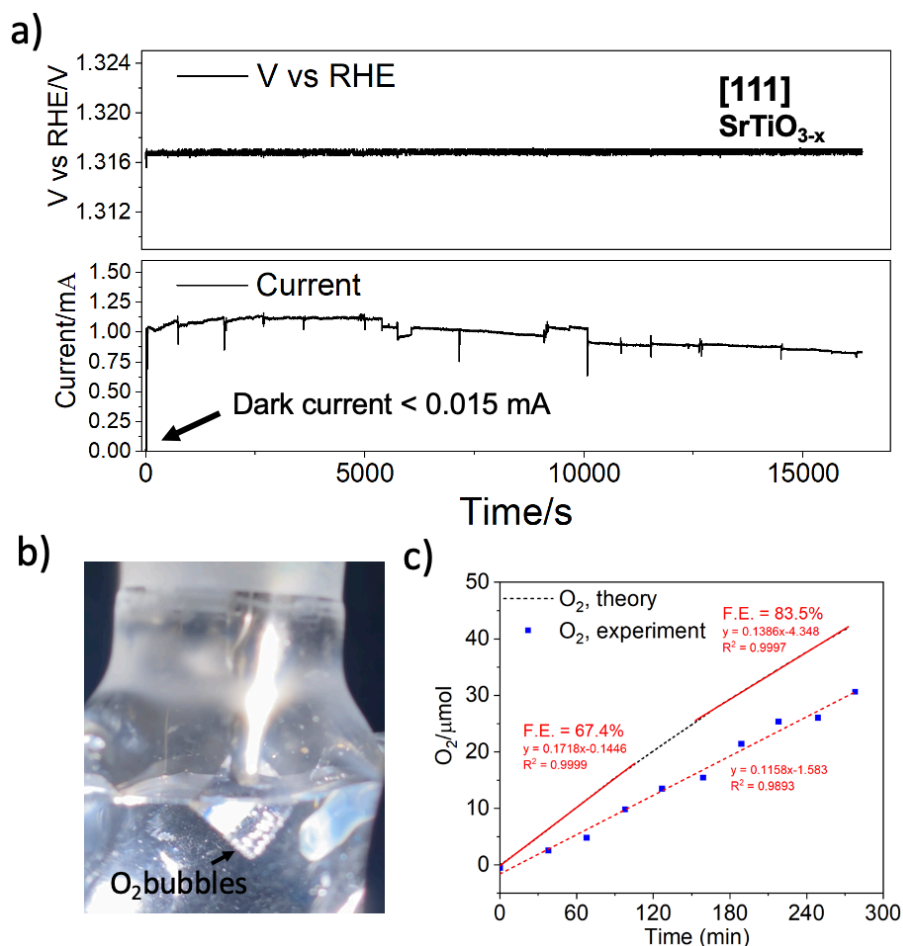 a)
V vs RHE/V
1.324
1.320
1.316
1.312
V vs RHE
[111]
SrTiO3-x
Current/mA
1.50
1.25
1.00
0.75
0.50
0.25
0.00
Current
Dark current < 0.015 mA
0
5000
10000
15000
Time/s
b)
O2bubbles
c)
O2/μmol
50
40
30
20
10
0
O2, theory
O2, experiment
F.E. = 83.5%
y = 0.1386x-4.348
R2 = 0.9997
F.E. = 67.4%
y = 0.1718x-0.1446
R2 = 0.9999
y = 0.1158x-1.583
R2 = 0.9893
0
60
120
180
240
300
Time (min)